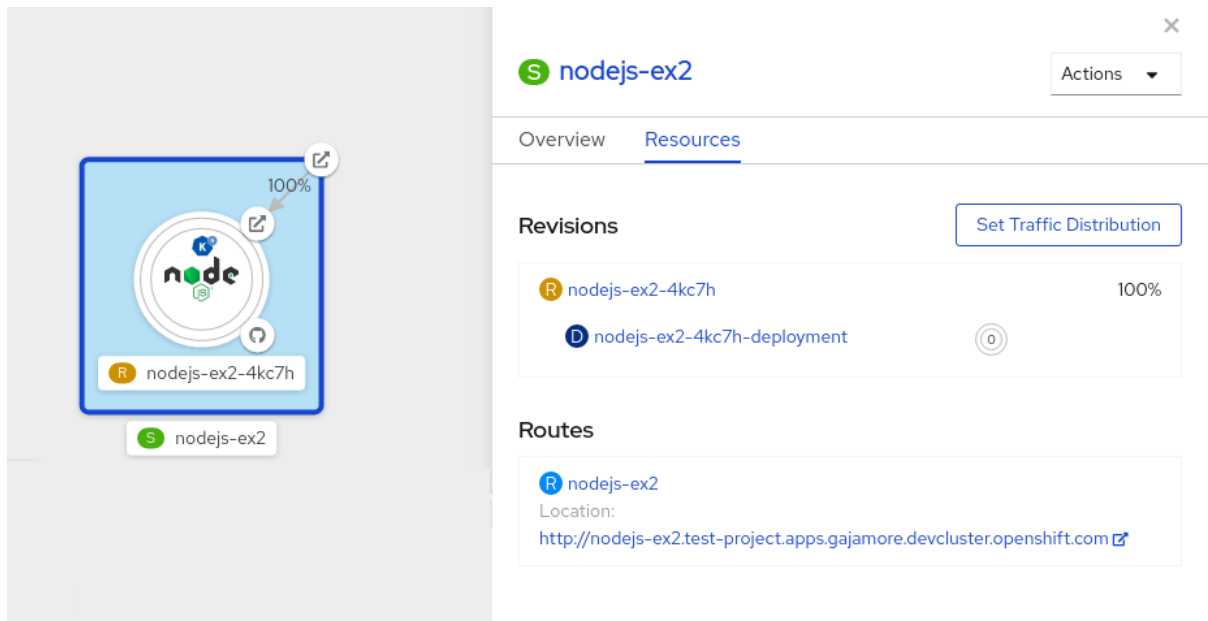 100%
K
node
JS
R nodejs-ex2-4kc7h
S nodejs-ex2
S nodejs-ex2
Actions
Overview Resources
Revisions
Set Traffic Distribution
R nodejs-ex2-4kc7h 100%
D nodejs-ex2-4kc7h-deployment 0
Routes
R nodejs-ex2
Location:
http://nodejs-ex2.test-project.apps.gajamore.devcluster.openshift.com